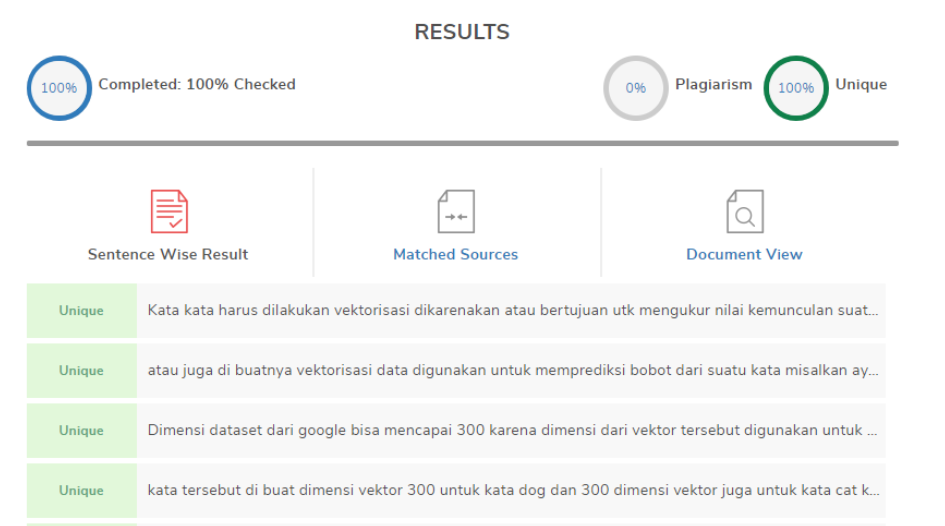 RESULTS
100% Completed: 100% Checked
0% Plagiarism 100% Unique
Sentence Wise Result
Matched Sources
Document View
Unique Kata kata harus dilakukan vektorisasi dikarenakan atau bertujuan utk mengukur nilai kemunculan suat...
Unique atau juga di buatnya vektorisasi data digunakan untuk memprediksi bobot dari suatu kata misalkan ay...
Unique Dimensi dataset dari google bisa mencapai 300 karena dimensi dari vektor tersebut digunakan untuk ...
Unique kata tersebut di buat dimensi vektor 300 untuk kata dog dan 300 dimensi vektor juga untuk kata cat k...